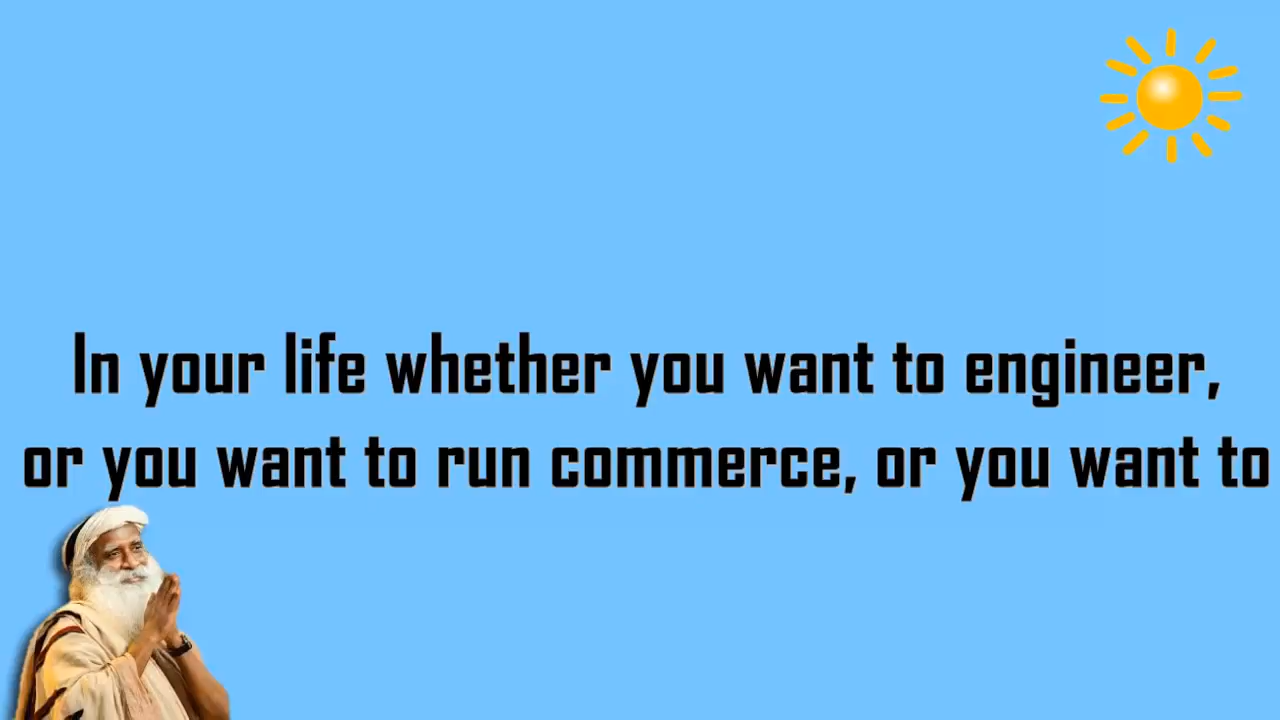 In your life whether you want to engineer,
or you want to run commerce, or you want to